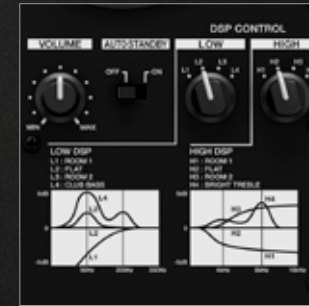 DSP CONTROL
VOLUME AUTO STANDBY LOW HIGH
OFF ON
L1 L2 L3 L4
H1 H2 H3
MIN MAX
LOW DSP
L1 : ROOM 1
L2 : FLAT
L3 : ROOM 2
L4 : CLUB BASS
HIGH DSP
H1 : ROOM 1
H2 : FLAT
H3 : ROOM 2
H4 : BRIGHT TREBLE
L4
L3
L2
L1
0
H4
H3
H2
H1
0